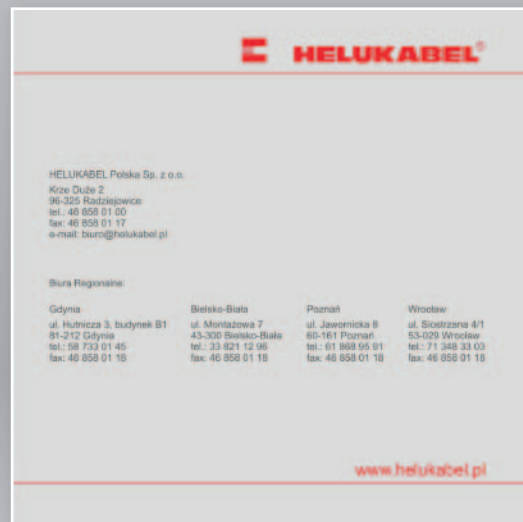 HELUKABEL®
HELUKABEL Polska Sp. z o.o.
Krze Duże 2
96-325 Radziejowice
tel.: 46 858 01 00
fax: 46 858 01 17
e-mail: biuro@helukabel.pl
Biura Regionalne:
Gdynia
ul. Hutnicza 3, budynek B1
81-212 Gdynia
tel.: 58 733 01 45
fax: 46 858 01 18
Bielsko-Biała
ul. Montażowa 7
43-300 Bielsko-Biała
tel.: 33 821 12 96
fax: 46 858 01 18
Poznań
ul. Jawornicka 8
60-161 Poznań
tel.: 61 868 95 91
fax: 46 858 01 18
Wrocław
ul. Siostrzana 4/1
53-029 Wrocław
tel.: 71 348 33 03
fax: 46 858 01 18
www.helukabel.pl